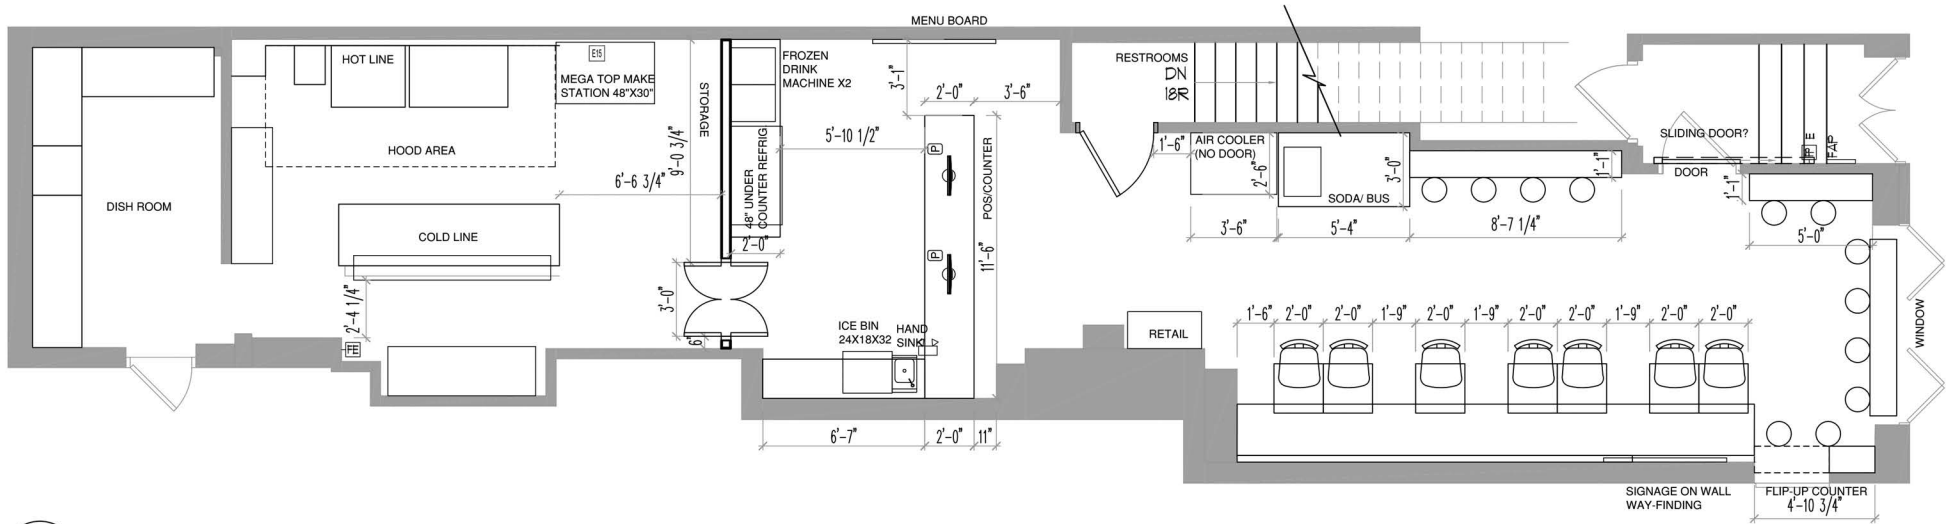 MENU BOARD
HOT LINE
E15
MEGA TOP MAKE
STATION 48"X30"
HOOD AREA
DISH ROOM
COLD LINE
6'-6 3/4"
9'-0 3/4"
STORAGE
FROZEN
DRINK
MACHINE X2
48" UNDER
COUNTER REFRIG.
2'-0"
3'-0"
6"
2'-4 1/4"
FE
5'-10 1/2"
3'-1"
2'-0"
3'-6"
P
P
POS/COUNTER
11'-6"
ICE BIN
24X18X32
HAND
SINK
6'-7"
2'-0"
11"
RESTROOMS
DN
18R
1'-6"
AIR COOLER
(NO DOOR)
2'-6"
3'-0"
SODA/ BUS
3'-6"
5'-4"
8'-7 1/4"
1'-1"
SLIDING DOOR?
DOOR
FAP
1'-1"
5'-0"
RETAIL
1'-6"
2'-0"
2'-0"
1'-9"
2'-0"
1'-9"
2'-0"
2'-0"
1'-9"
2'-0"
2'-0"
WINDOW
SIGNAGE ON WALL
WAY-FINDING
FLIP-UP COUNTER
4'-10 3/4"